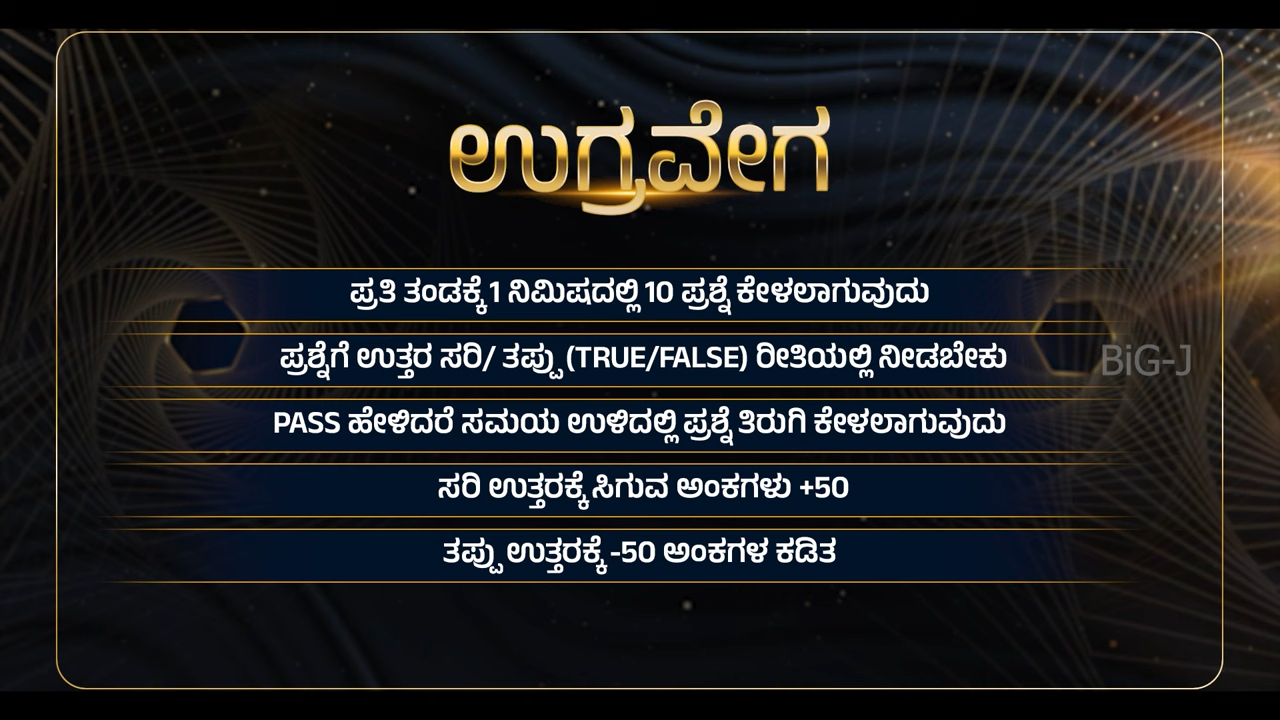 ಉಗ್ರವೇಗ
ಪ್ರತಿ ತಂಡಕ್ಕೆ 1 ನಿಮಿಷದಲ್ಲಿ 10 ಪ್ರಶ್ನೆ ಕೇಳಲಾಗುವುದು
ಪ್ರಶ್ನೆಗೆ ಉತ್ತರ ಸರಿ/ ತಪ್ಪು (TRUE/FALSE) ರೀತಿಯಲ್ಲಿ ನೀಡಬೇಕು
BiG-J
PASS ಹೇಳಿದರೆ ಸಮಯ ಉಳಿದಲ್ಲಿ ಪ್ರಶ್ನೆ ತಿರುಗಿ ಕೇಳಲಾಗುವುದು
ಸರಿ ಉತ್ತರಕ್ಕೆ ಸಿಗುವ ಅಂಕಗಳು +50
ತಪ್ಪು ಉತ್ತರಕ್ಕೆ -50 ಅಂಕಗಳ ಕಡಿತ